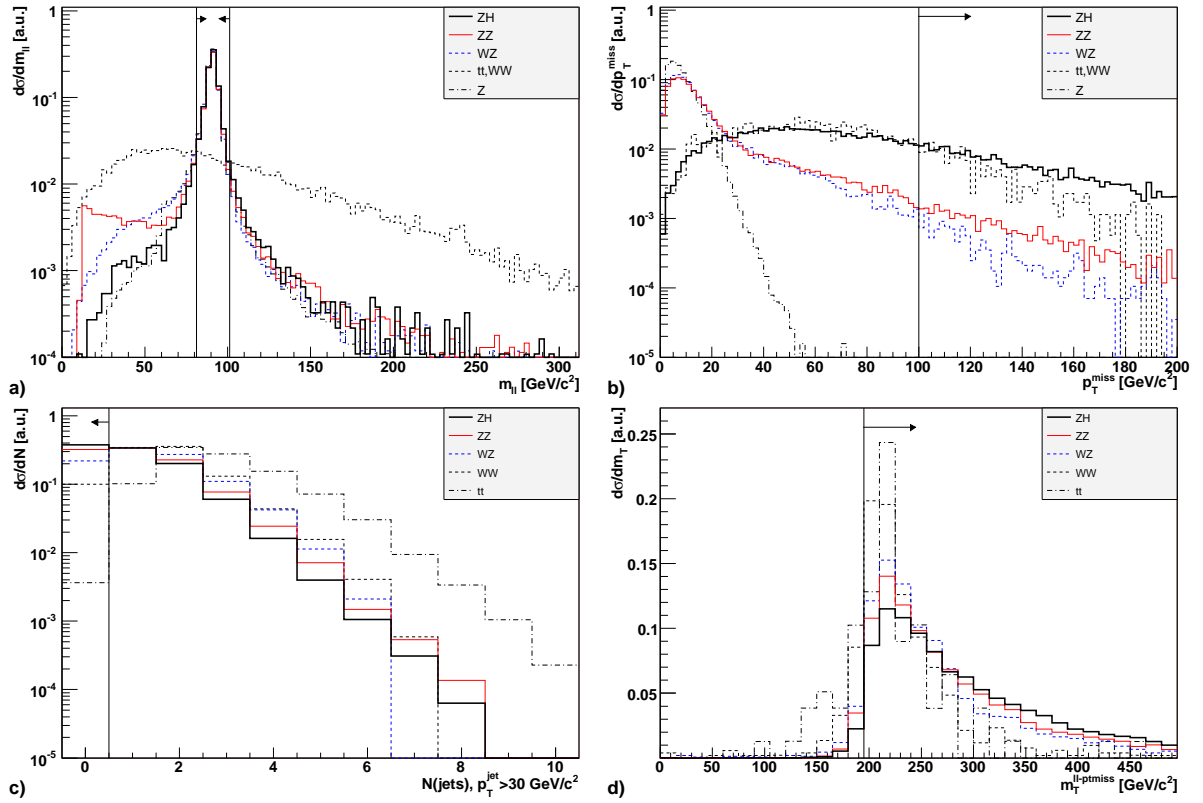 dσ/dm_ll [a.u.]
1
10^-1
10^-2
10^-3
10^-4
ZH
ZZ
WZ
tt,WW
Z
0 50 100 150 200 250 300
a)
m_ll [GeV/c^2]
dσ/dp_T^miss [a.u.]
1
10^-1
10^-2
10^-3
10^-4
10^-5
ZH
ZZ
WZ
tt,WW
Z
0 20 40 60 80 100 120 140 160 180 200
b)
p_T^miss [GeV/c^2]
dσ/dN [a.u.]
1
10^-1
10^-2
10^-3
10^-4
10^-5
ZH
ZZ
WZ
WW
tt
0 2 4 6 8 10
c)
N(jets), p_T^jet>30 GeV/c^2
dσ/dm_T [a.u.]
0.25
0.2
0.15
0.1
0.05
ZH
ZZ
WZ
WW
tt
0 50 100 150 200 250 300 350 400 450
d)
m_T^ll-ptmiss [GeV/c^2]